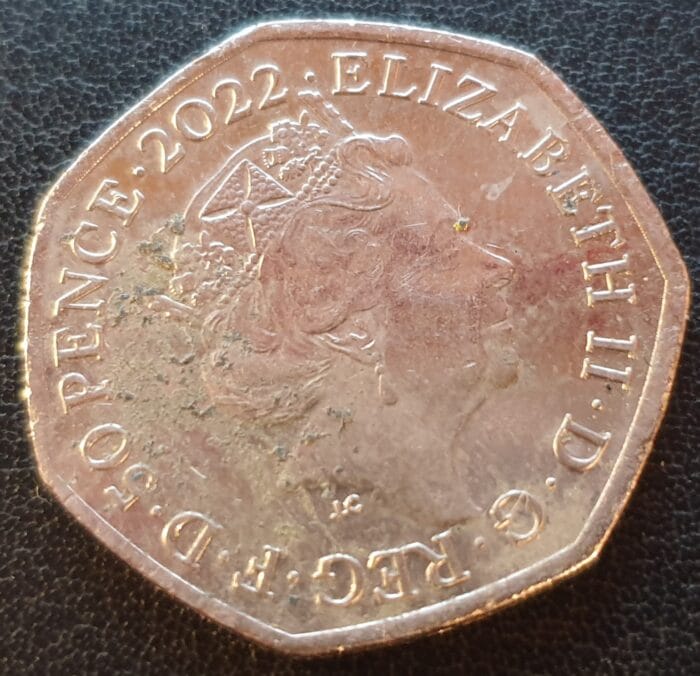 ELIZABETH II · D · G · REG · F · D · 50 PENCE · 2022 ·
J.C